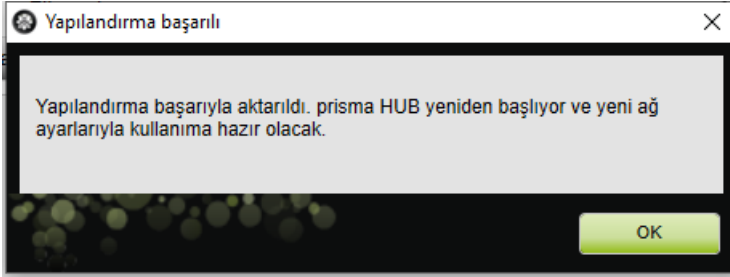 Yapılandırma başarılı
Yapılandırma başarıyla aktarıldı. prisma HUB yeniden başlıyor ve yeni ağ
ayarlarıyla kullanıma hazır olacak.
OK